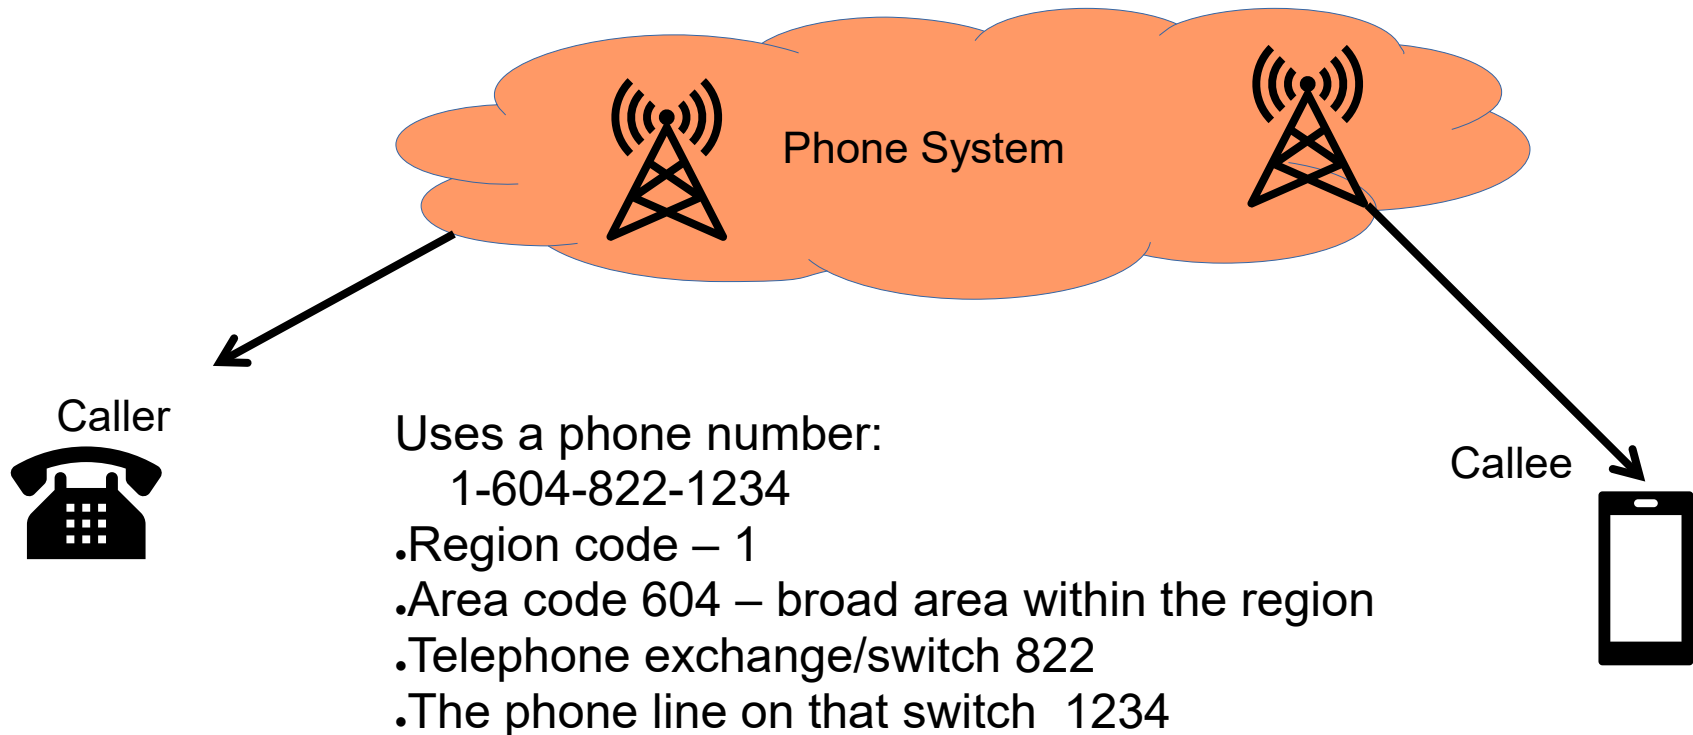 Phone System
Caller
Callee
Uses a phone number:
1-604-822-1234
•Region code – 1
•Area code 604 – broad area within the region
•Telephone exchange/switch 822
•The phone line on that switch  1234